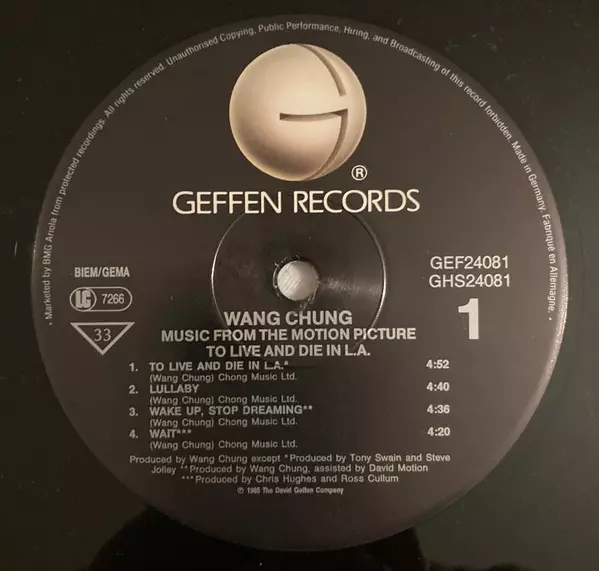 • Marketed by BMG Ariola from protected recordings. All rights reserved. Unauthorised Copying, Public Performance, Hiring, and Broadcasting of this record forbidden. Made in Germany. Fabriqué en Allemagne. •
G
®
GEFFEN RECORDS
BIEM/GEMA
LC 7266
33
GEF24081
GHS24081
1
WANG CHUNG
MUSIC FROM THE MOTION PICTURE
TO LIVE AND DIE IN L.A.
1. TO LIVE AND DIE IN L.A.* 4:52
(Wang Chung) Chong Music Ltd.
2. LULLABY 4:40
(Wang Chung) Chong Music Ltd.
3. WAKE UP, STOP DREAMING** 4:36
(Wang Chung) Chong Music Ltd.
4. WAIT*** 4:20
(Wang Chung) Chong Music Ltd.
Produced by Wang Chung except *Produced by Tony Swain and Steve
Jolley **Produced by Wang Chung, assisted by David Motion
***Produced by Chris Hughes and Ross Cullum
℗ 1985 The David Geffen Company